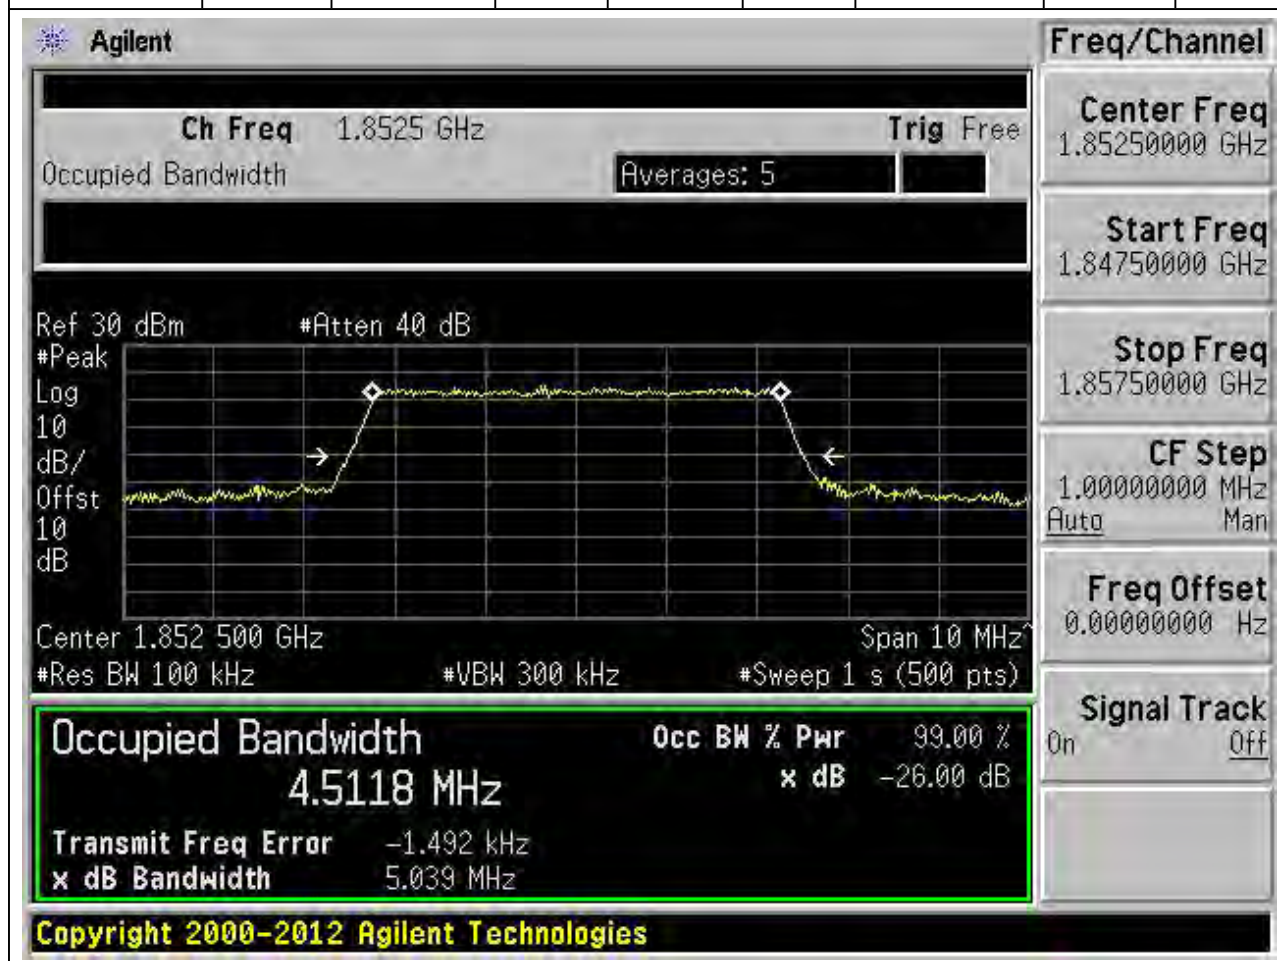 Agilent
Freq/Channel
Ch Freq 1.8525 GHz Trig Free
Occupied Bandwidth Averages: 5
Center Freq
1.85250000 GHz
Start Freq
1.84750000 GHz
Stop Freq
1.85750000 GHz
CF Step
1.00000000 MHz
Auto Man
Freq Offset
0.00000000 Hz
Signal Track
On Off
Ref 30 dBm #Atten 40 dB
#Peak
Log
10
dB/
Offst
10
dB
Center 1.852 500 GHz Span 10 MHz^
#Res BW 100 kHz #VBW 300 kHz #Sweep 1 s (500 pts)
Occupied Bandwidth Occ BW % Pwr 99.00 %
4.5118 MHz x dB -26.00 dB
Transmit Freq Error -1.492 kHz
x dB Bandwidth 5.039 MHz
Copyright 2000-2012 Agilent Technologies